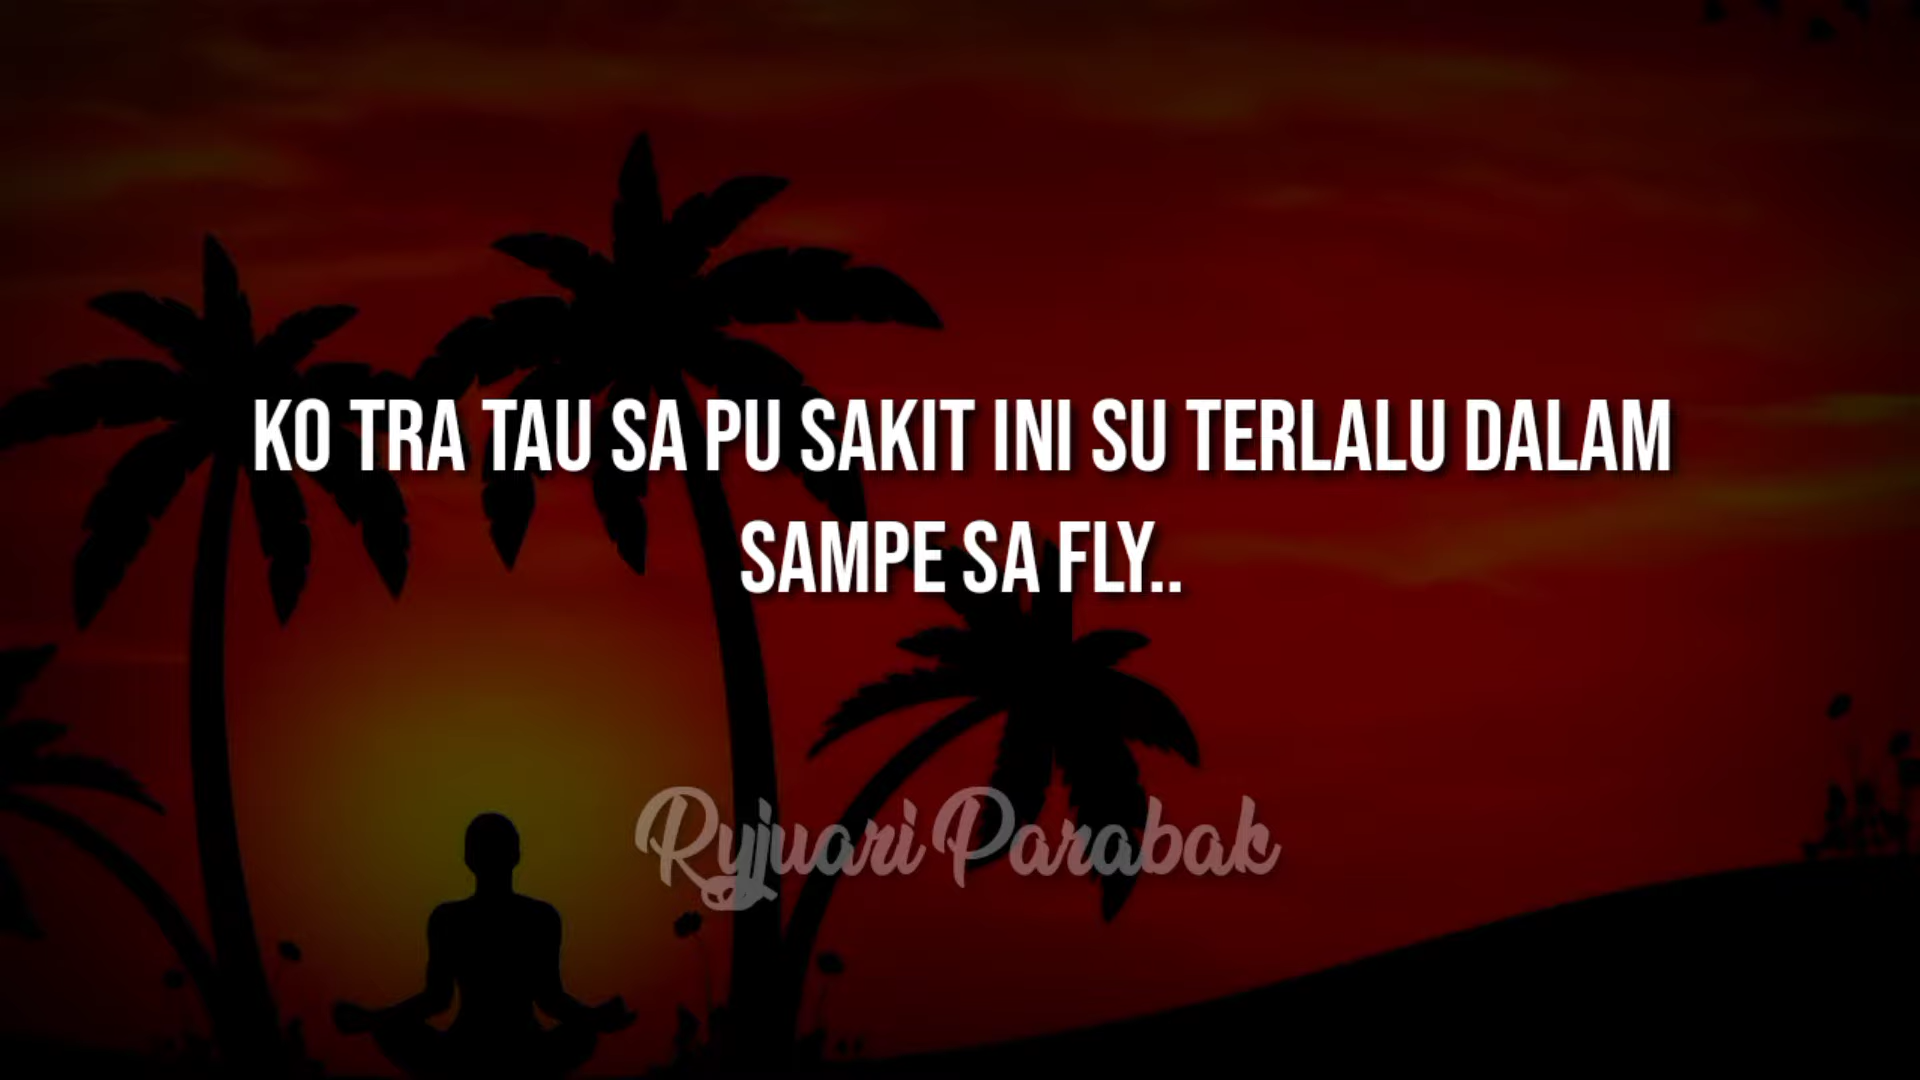 KO TRA TAU SA PU SAKIT INI SU TERLALU DALAM
SAMPE SA FLY..
Ryjuari Parabak